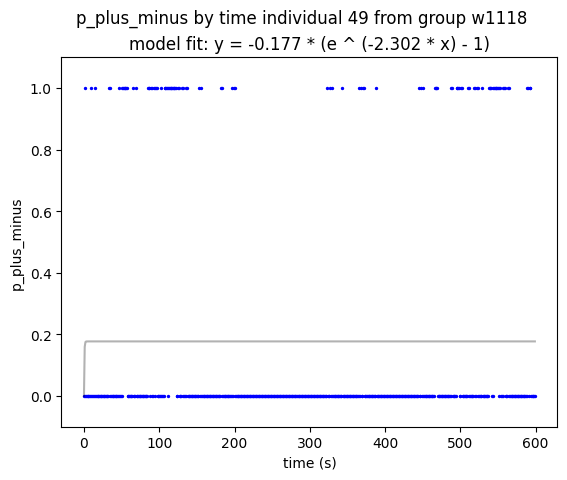 p_plus_minus by time individual 49 from group w1118
model fit: y = -0.177 * (e ^ (-2.302 * x) - 1)
1.0
0.8
0.6
0.4
0.2
0.0
p_plus_minus
0 100 200 300 400 500 600
time (s)